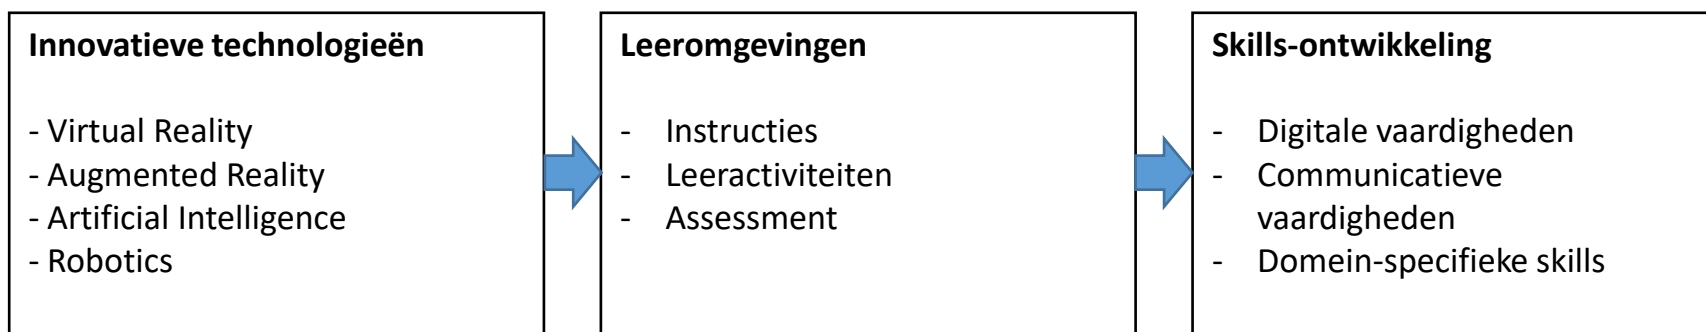 Innovatieve technologieën
- Virtual Reality
- Augmented Reality
- Artificial Intelligence
- Robotics
Leeromgevingen
- Instructies
- Leeractiviteiten
- Assessment
Skills-ontwikkeling
- Digitale vaardigheden
- Communicatieve
vaardigheden
- Domein-specifieke skills